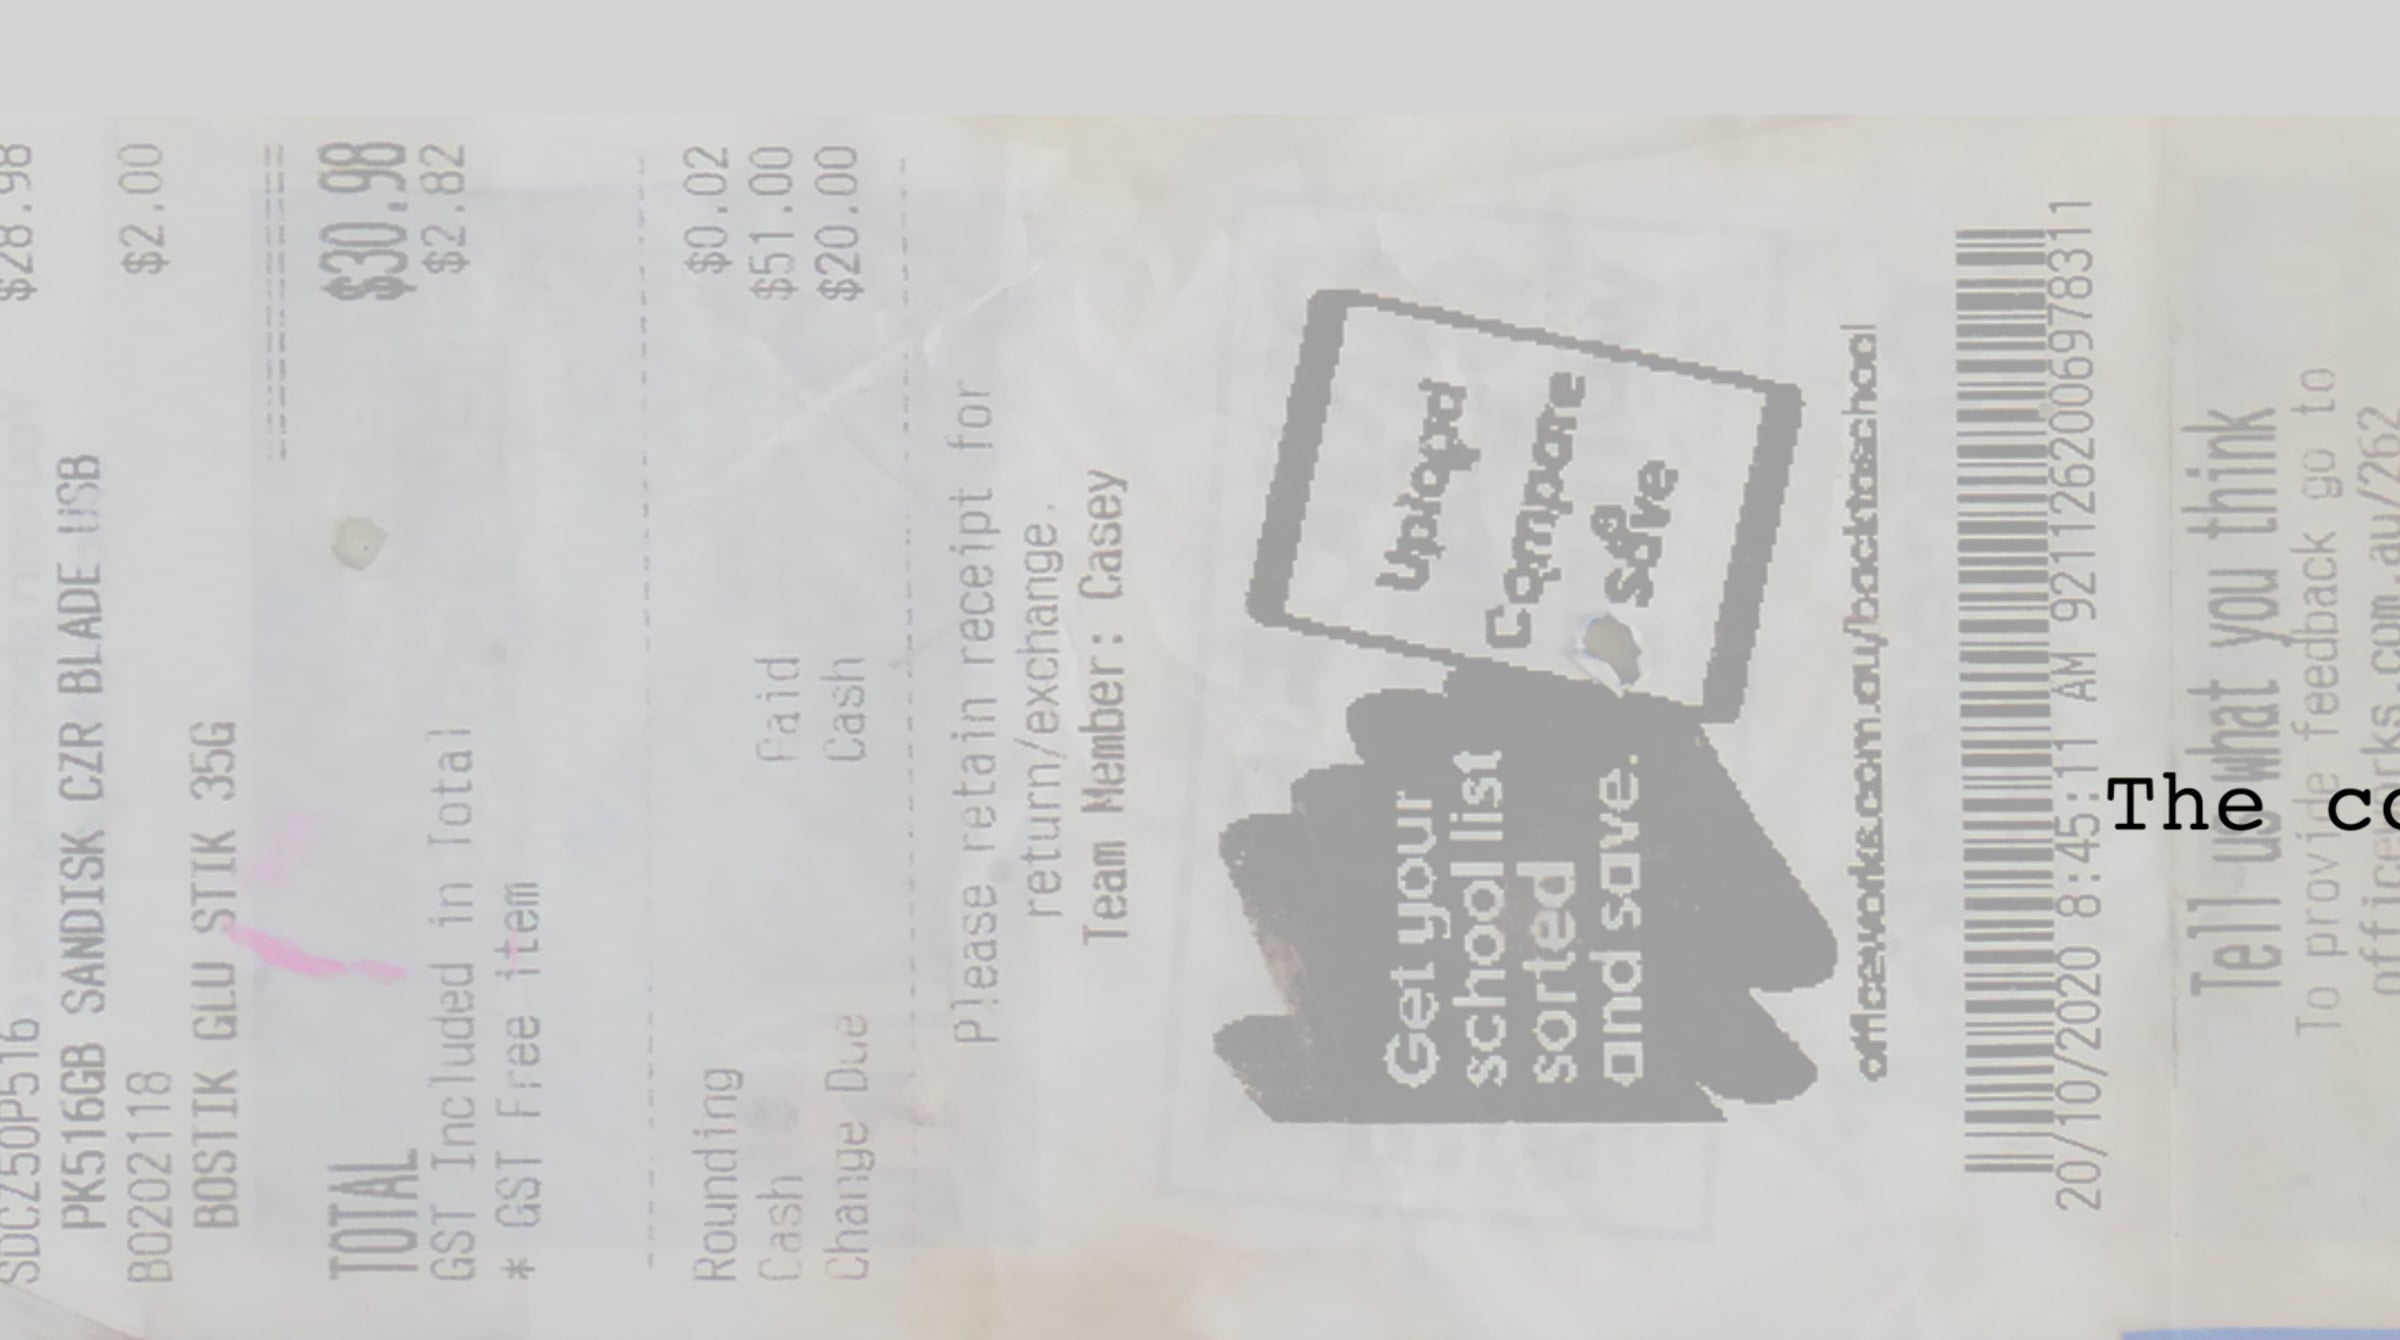 $28.98
SDCZ50P516
PK516GB SANDISK CZR BLADE USB
B0202118 $2.00
BOSTIK GLU STIK 35G
TOTAL $30.98
GST Included in Total $2.82
* GST Free item
Rounding $0.02
Cash Paid $51.00
Change Due Cash $20.00
Please retain receipt for
return/exchange.
Team Member: Casey
Get your
school list
sorted
and save.
Upload
Compare
&
save
officeworks.com.au/backtoschool
20/10/2020 8:45:11 AM 921126200697831 1
Tell us what you think
To provide feedback go to
officeworks.com.au/262
The co